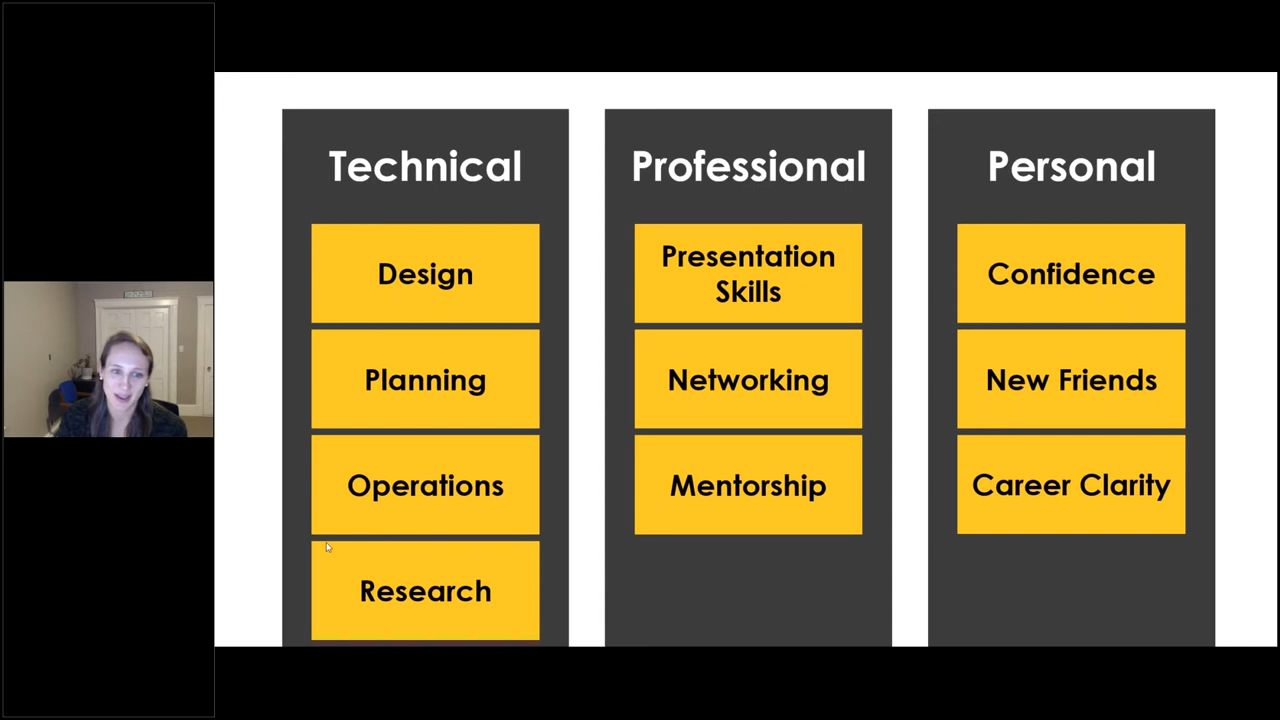 Technical
Design
Planning
Operations
Research
Professional
Presentation
Skills
Networking
Mentorship
Personal
Confidence
New Friends
Career Clarity